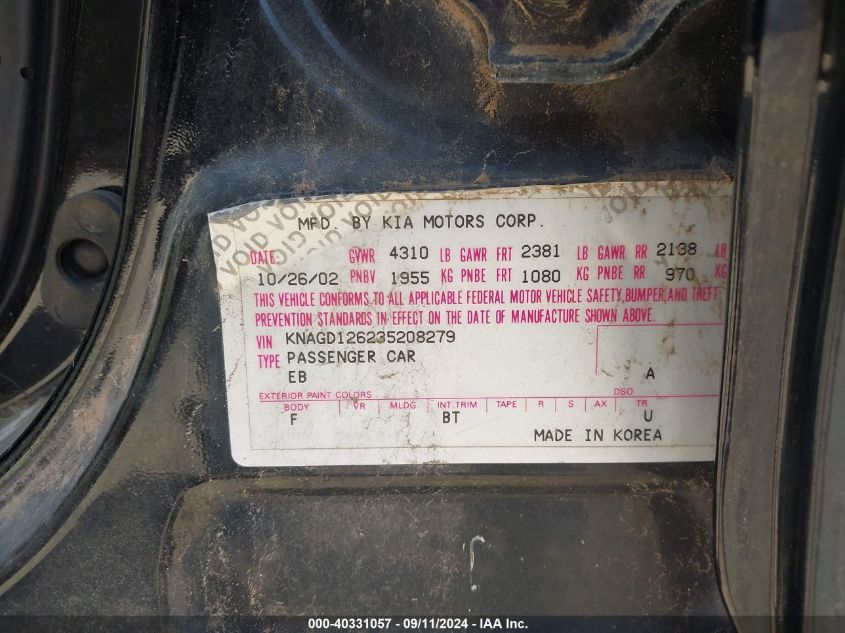 VOID VOID VOID VOID
MFD. BY KIA MOTORS CORP.
DATE: GVWR 4310 LB GAWR FRT 2381 LB GAWR RR 2138 LB
10/26/02 PNBV 1955 KG PNBE FRT 1080 KG PNBE RR 970 KG
THIS VEHICLE CONFORMS TO ALL APPLICABLE FEDERAL MOTOR VEHICLE SAFETY,BUMPER,AND THEFT
PREVENTION STANDARDS IN EFFECT ON THE DATE OF MANUFACTURE SHOWN ABOVE.
VIN KNAGD126235208279
TYPE PASSENGER CAR
EB A
EXTERIOR PAINT COLORS DSO
BODY VR MLDG. INT TRIM TAPE R S AX TR
F BT U
MADE IN KOREA
000-40331057 - 09/11/2024 - IAA Inc.